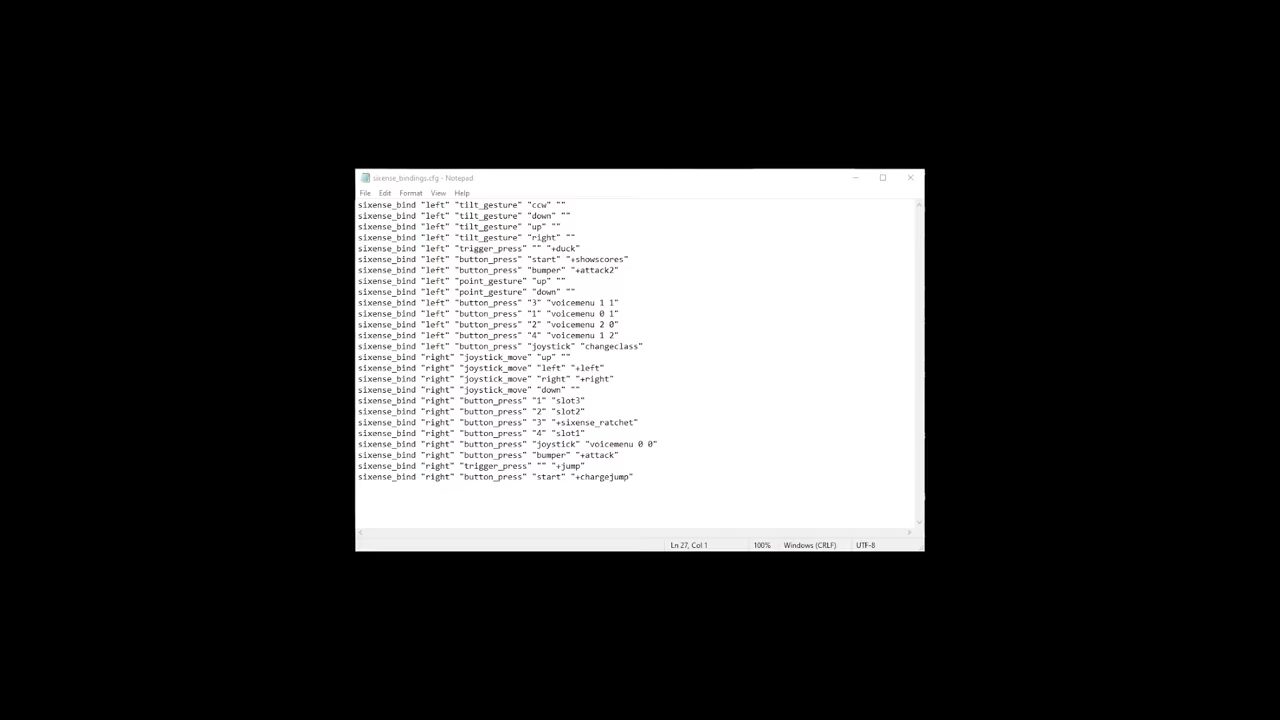 sixense_bindings.cfg - Notepad
File Edit Format View Help
sixense_bind "left" "tilt_gesture" "ccw" ""
sixense_bind "left" "tilt_gesture" "down" ""
sixense_bind "left" "tilt_gesture" "up" ""
sixense_bind "left" "tilt_gesture" "right" ""
sixense_bind "left" "trigger_press" "" "+duck"
sixense_bind "left" "button_press" "start" "+showscores"
sixense_bind "left" "button_press" "bumper" "+attack2"
sixense_bind "left" "point_gesture" "up" ""
sixense_bind "left" "point_gesture" "down" ""
sixense_bind "left" "button_press" "3" "voicemenu 1 1"
sixense_bind "left" "button_press" "1" "voicemenu 0 1"
sixense_bind "left" "button_press" "2" "voicemenu 2 0"
sixense_bind "left" "button_press" "4" "voicemenu 1 2"
sixense_bind "left" "button_press" "joystick" "changeclass"
sixense_bind "right" "joystick_move" "up" ""
sixense_bind "right" "joystick_move" "left" "+left"
sixense_bind "right" "joystick_move" "right" "+right"
sixense_bind "right" "joystick_move" "down" ""
sixense_bind "right" "button_press" "1" "slot3"
sixense_bind "right" "button_press" "2" "slot2"
sixense_bind "right" "button_press" "3" "+sixense_ratchet"
sixense_bind "right" "button_press" "4" "slot1"
sixense_bind "right" "button_press" "joystick" "voicemenu 0 0"
sixense_bind "right" "button_press" "bumper" "+attack"
sixense_bind "right" "trigger_press" "" "+jump"
sixense_bind "right" "button_press" "start" "+chargejump"
Ln 27, Col 1 100% Windows (CRLF) UTF-8